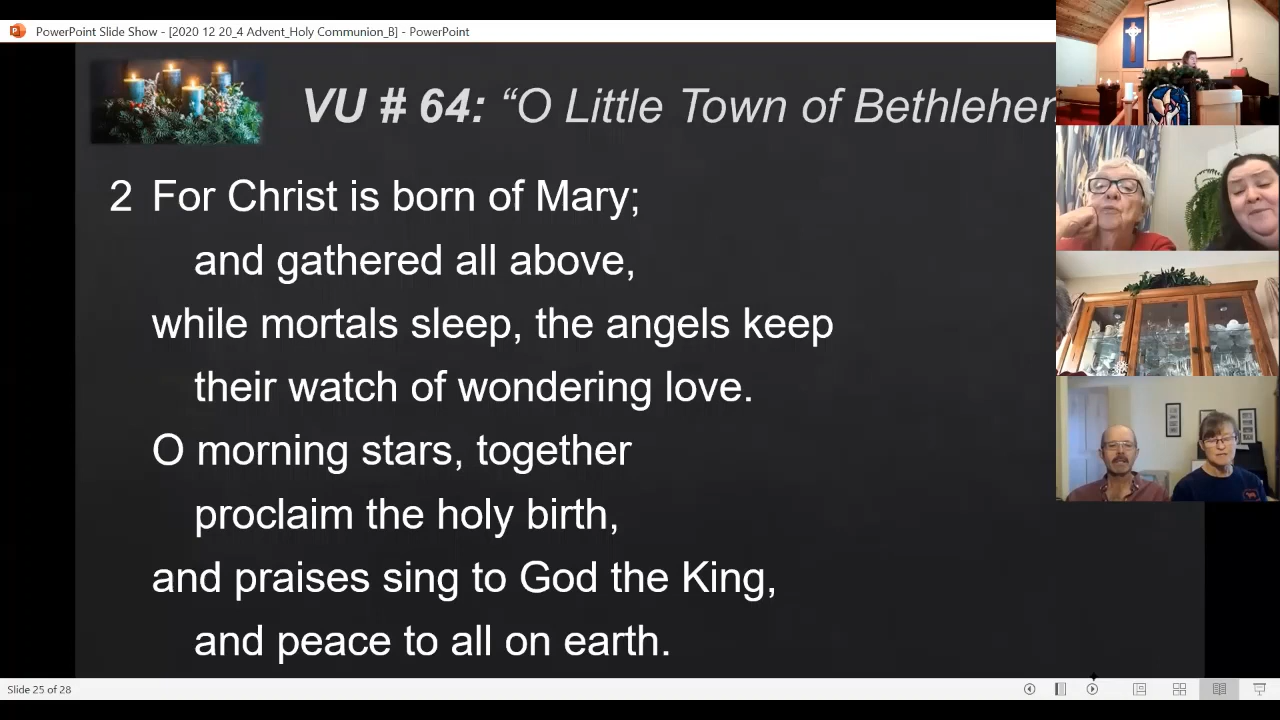 PowerPoint Slide Show - [2020 12 20_4 Advent_Holy Communion_B] - PowerPoint
VU # 64: “O Little Town of Bethlehem
2 For Christ is born of Mary;
and gathered all above,
while mortals sleep, the angels keep
their watch of wondering love.
O morning stars, together
proclaim the holy birth,
and praises sing to God the King,
and peace to all on earth.
Slide 25 of 28